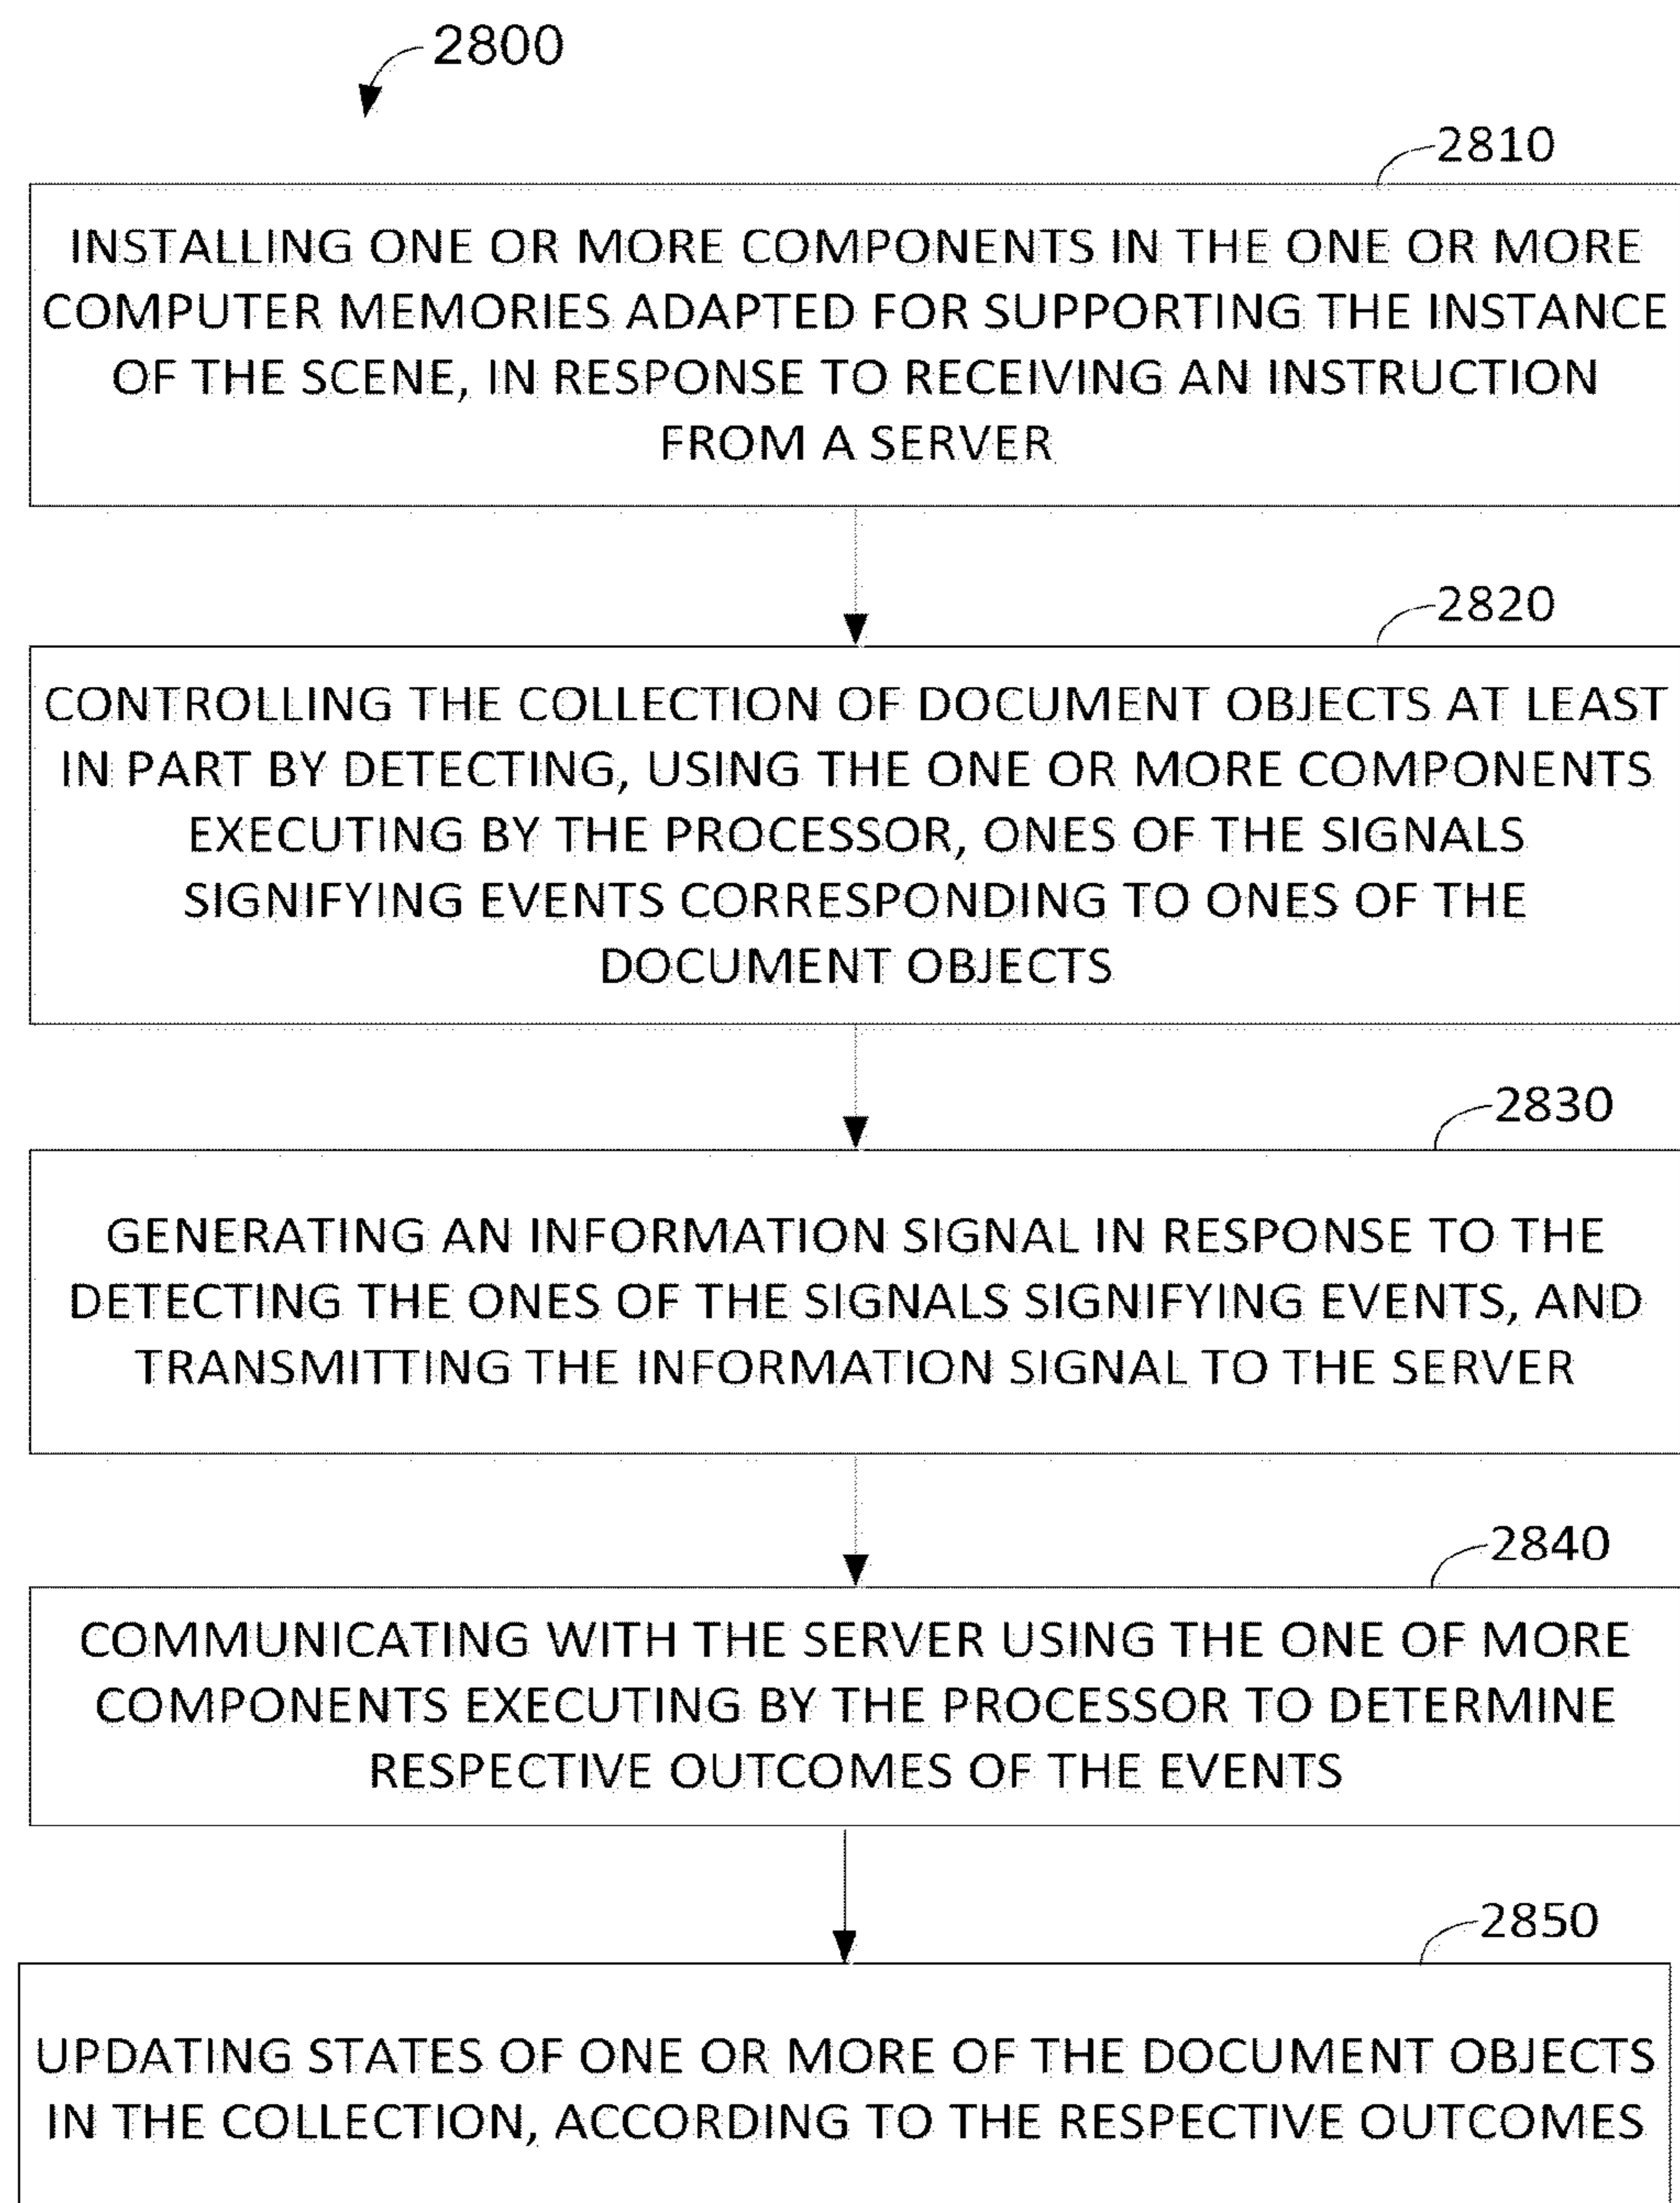 2800
2810
INSTALLING ONE OR MORE COMPONENTS IN THE ONE OR MORE
COMPUTER MEMORIES ADAPTED FOR SUPPORTING THE INSTANCE
OF THE SCENE, IN RESPONSE TO RECEIVING AN INSTRUCTION
FROM A SERVER
2820
CONTROLLING THE COLLECTION OF DOCUMENT OBJECTS AT LEAST
IN PART BY DETECTING, USING THE ONE OR MORE COMPONENTS
EXECUTING BY THE PROCESSOR, ONES OF THE SIGNALS
SIGNIFYING EVENTS CORRESPONDING TO ONES OF THE
DOCUMENT OBJECTS
2830
GENERATING AN INFORMATION SIGNAL IN RESPONSE TO THE
DETECTING THE ONES OF THE SIGNALS SIGNIFYING EVENTS, AND
TRANSMITTING THE INFORMATION SIGNAL TO THE SERVER
2840
COMMUNICATING WITH THE SERVER USING THE ONE OF MORE
COMPONENTS EXECUTING BY THE PROCESSOR TO DETERMINE
RESPECTIVE OUTCOMES OF THE EVENTS
2850
UPDATING STATES OF ONE OR MORE OF THE DOCUMENT OBJECTS
IN THE COLLECTION, ACCORDING TO THE RESPECTIVE OUTCOMES